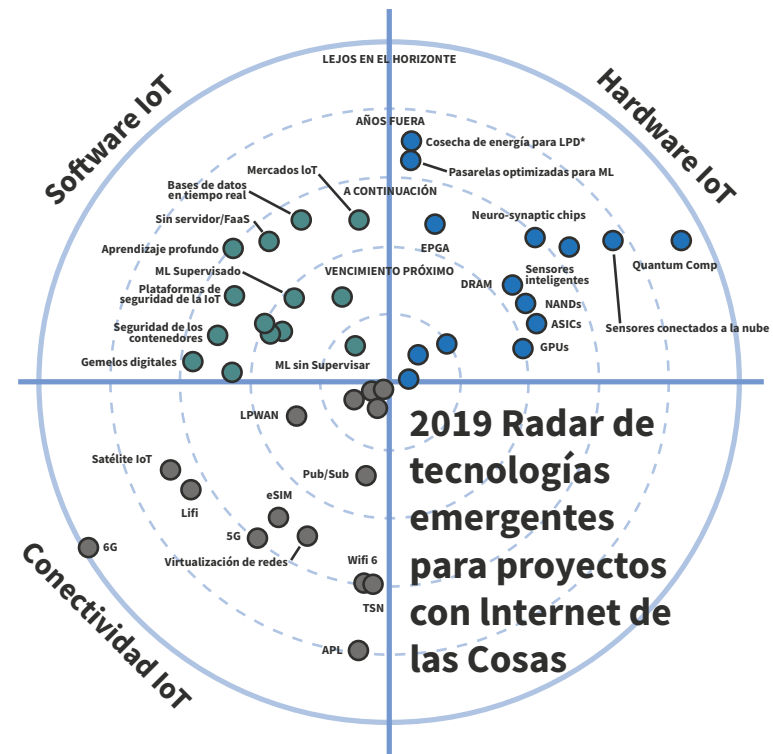 LEJOS EN EL HORIZONTE
Software IoT
Hardware IoT
AÑOS FUERA
Cosecha de energía para LPD*
Pasarelas optimizadas para ML
Mercados IoT
A CONTINUACIÓN
Bases de datos
en tiempo real
Sin servidor/FaaS
Neuro-synaptic chips
EPGA
Aprendizaje profundo
Quantum Comp
ML Supervisado
VENCIMIENTO PRÓXIMO
Sensores
inteligentes
DRAM
Plataformas de
seguridad de la IoT
NANDs
ASICs
Sensores conectados a la nube
Seguridad de los
contenedores
GPUs
Gemelos digitales
ML sin Supervisar
LPWAN
2019 Radar de
tecnologías
emergentes
para proyectos
con lnternet de
las Cosas
Satélite IoT
Pub/Sub
Lifi
eSIM
5G
6G
Virtualización de redes
Wifi 6
TSN
APL
Conectividad IoT